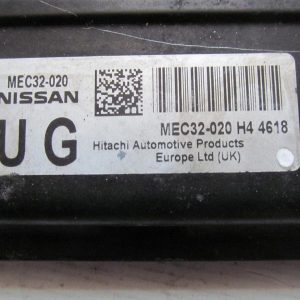 MEC32-020
NISSAN
UG
MEC32-020 H4 4618
Hitachi Automotive Products
Europe Ltd (UK)